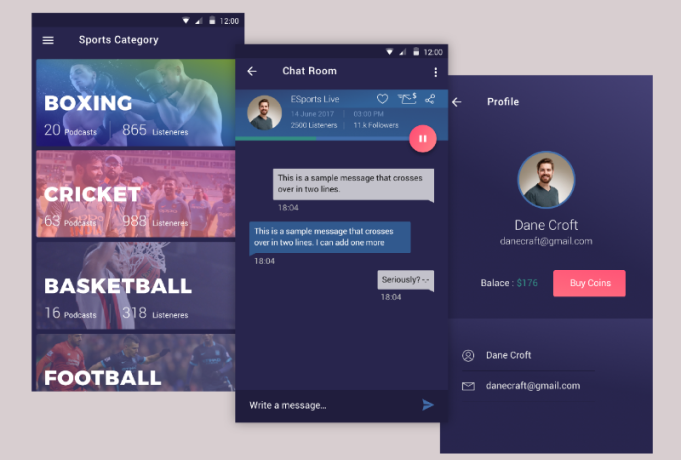 12:00
Sports Category
BOXING
20 Podcasts 865 Listeneres
CRICKET
63 Podcasts 988 Listeneres
BASKETBALL
16 Podcasts 318 Listeneres
FOOTBALL
12:00
Chat Room
ESports Live
$
14 June 2017 | 03:00 PM
2500 Listeners | 11.k Followers
This is a sample message that crosses
over in two lines.
18:04
This is a sample message that crosses
over in two lines. I can add one more
18:04
Seriously? -.-
18:04
Write a message...
Profile
Dane Croft
danecraft@gmail.com
Balace : $176
Buy Coins
Dane Croft
danecraft@gmail.com